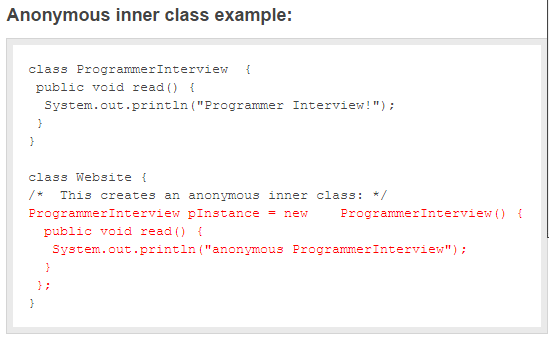 Anonymous inner class example:
class ProgrammerInterview  {
 public void read() {
  System.out.println("Programmer Interview!");
 }
}
class Website {
/*  This creates an anonymous inner class: */
ProgrammerInterview pInstance = new    ProgrammerInterview() {
  public void read() {
   System.out.println("anonymous ProgrammerInterview");
  }
 };
}